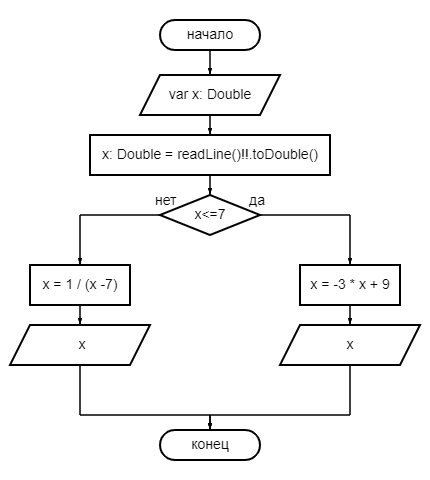 начало
var x: Double
x: Double = readLine()!!.toDouble()
нет
да
x<=7
x = 1 / (x -7)
x = -3 * x + 9
x
x
конец